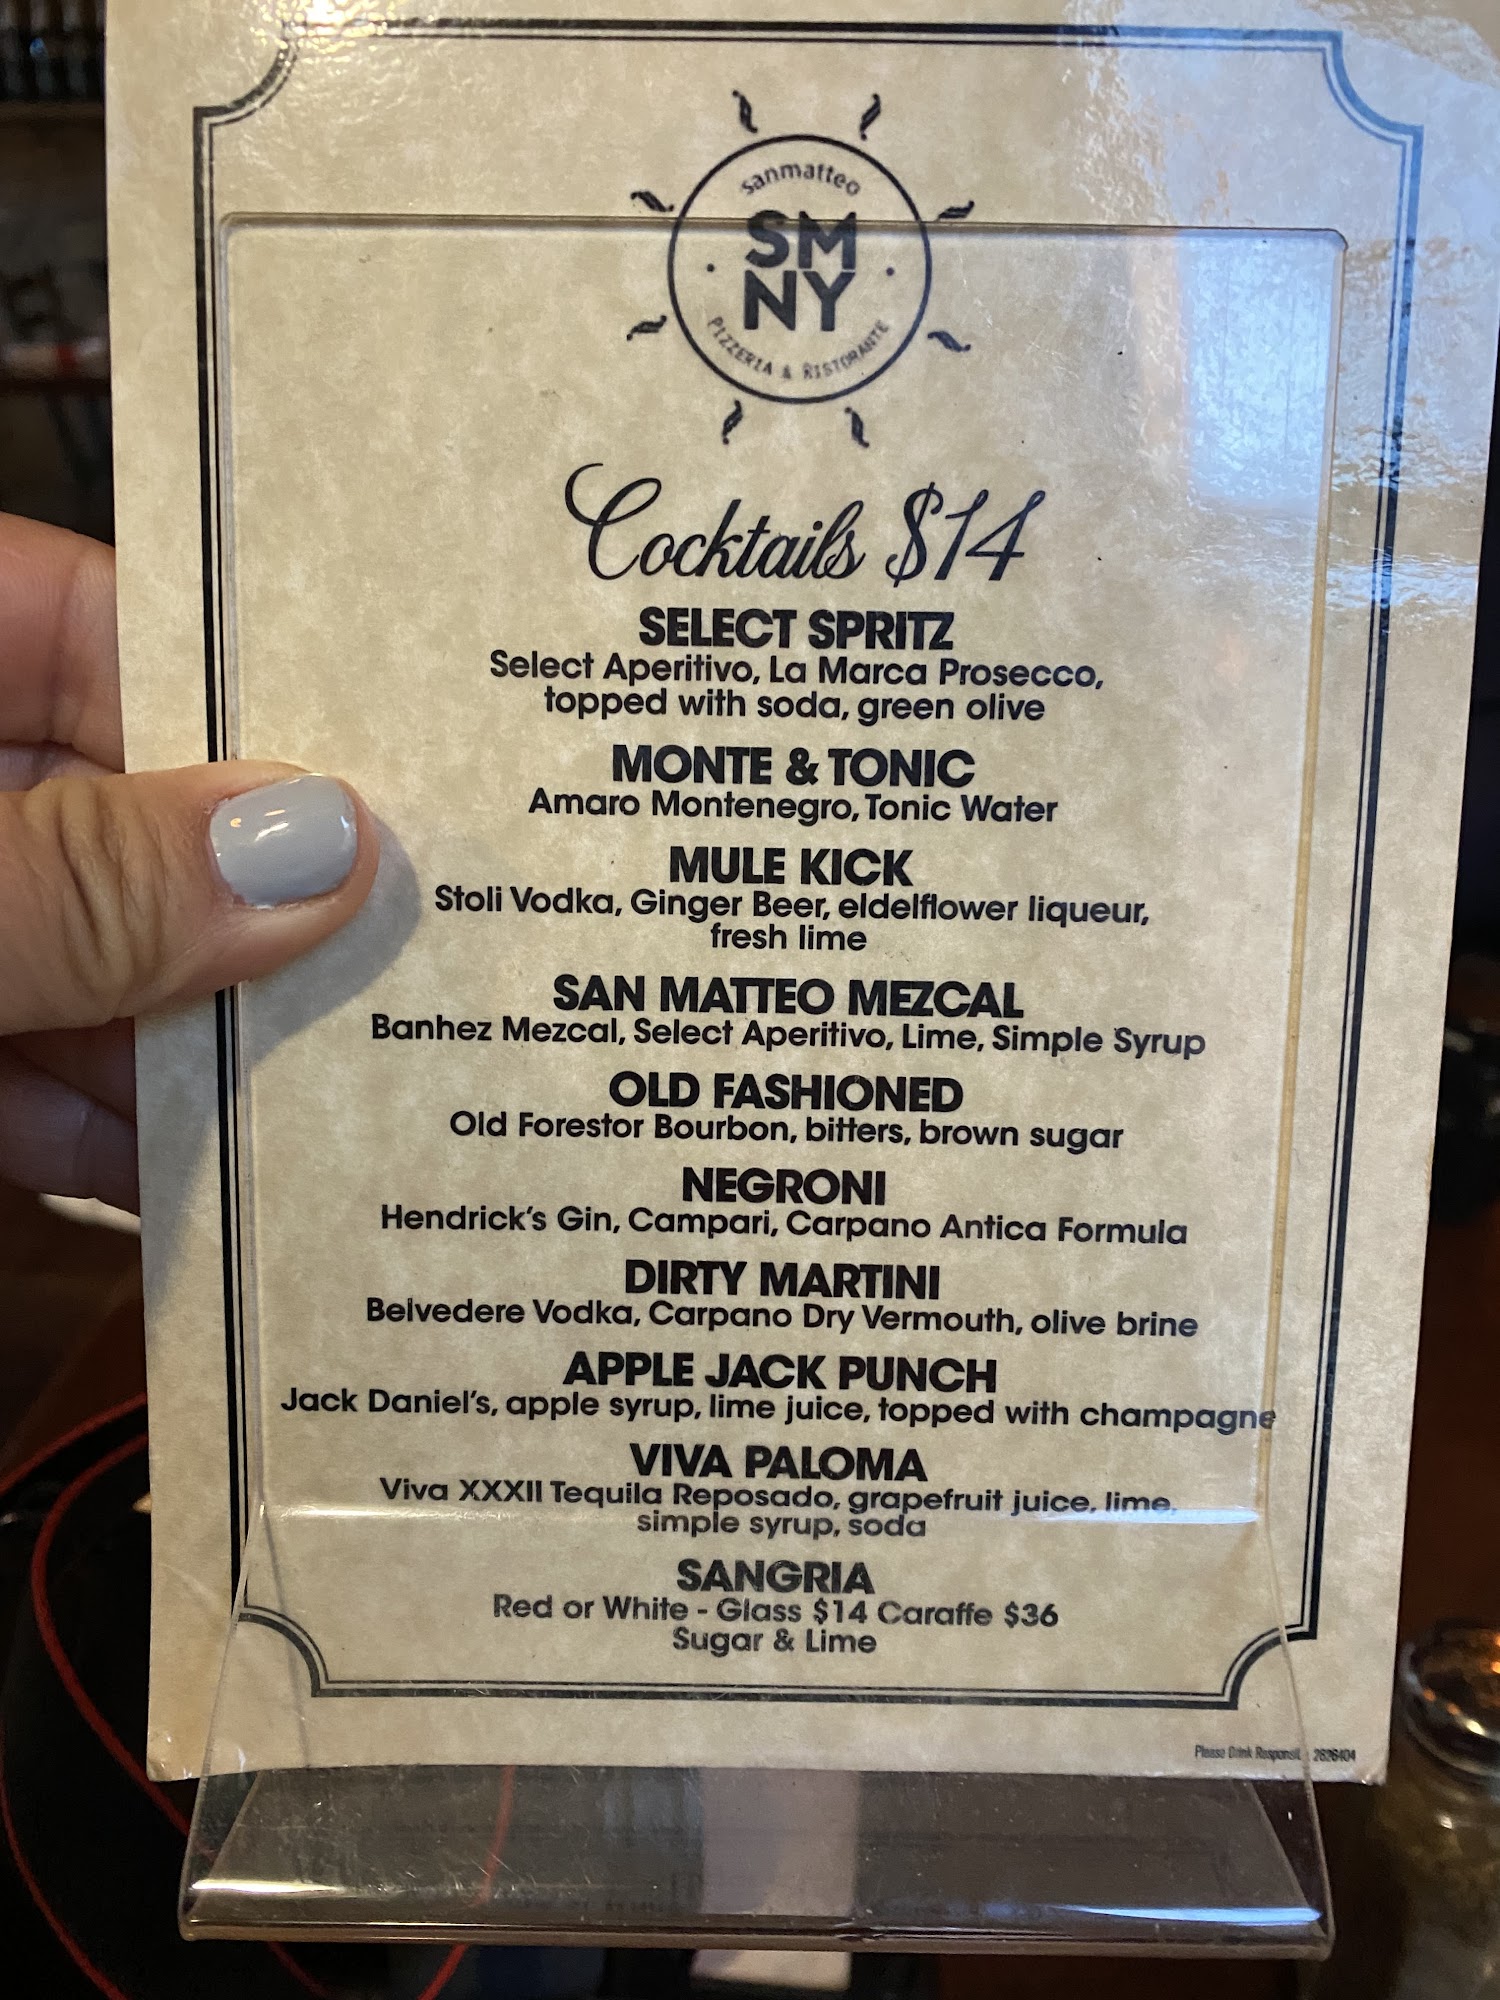 sanmatteo
SM
NY
PIZZERIA & RISTORANTE
Cocktails $14
SELECT SPRITZ
Select Aperitivo, La Marca Prosecco,
topped with soda, green olive
MONTE & TONIC
Amaro Montenegro, Tonic Water
MULE KICK
Stoli Vodka, Ginger Beer, eldelflower liqueur,
fresh lime
SAN MATTEO MEZCAL
Banhez Mezcal, Select Aperitivo, Lime, Simple Syrup
OLD FASHIONED
Old Forestor Bourbon, bitters, brown sugar
NEGRONI
Hendrick's Gin, Campari, Carpano Antica Formula
DIRTY MARTINI
Belvedere Vodka, Carpano Dry Vermouth, olive brine
APPLE JACK PUNCH
Jack Daniel's, apple syrup, lime juice, topped with champagne
VIVA PALOMA
Viva XXXII Tequila Reposado, grapefruit juice, lime,
simple syrup, soda
SANGRIA
Red or White - Glass $14 Caraffe $36
Sugar & Lime
Please Drink 2826404